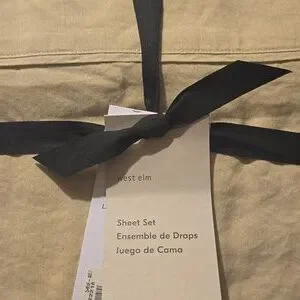 west elm
Sheet Set
Ensemble de Draps
Juego de Cama